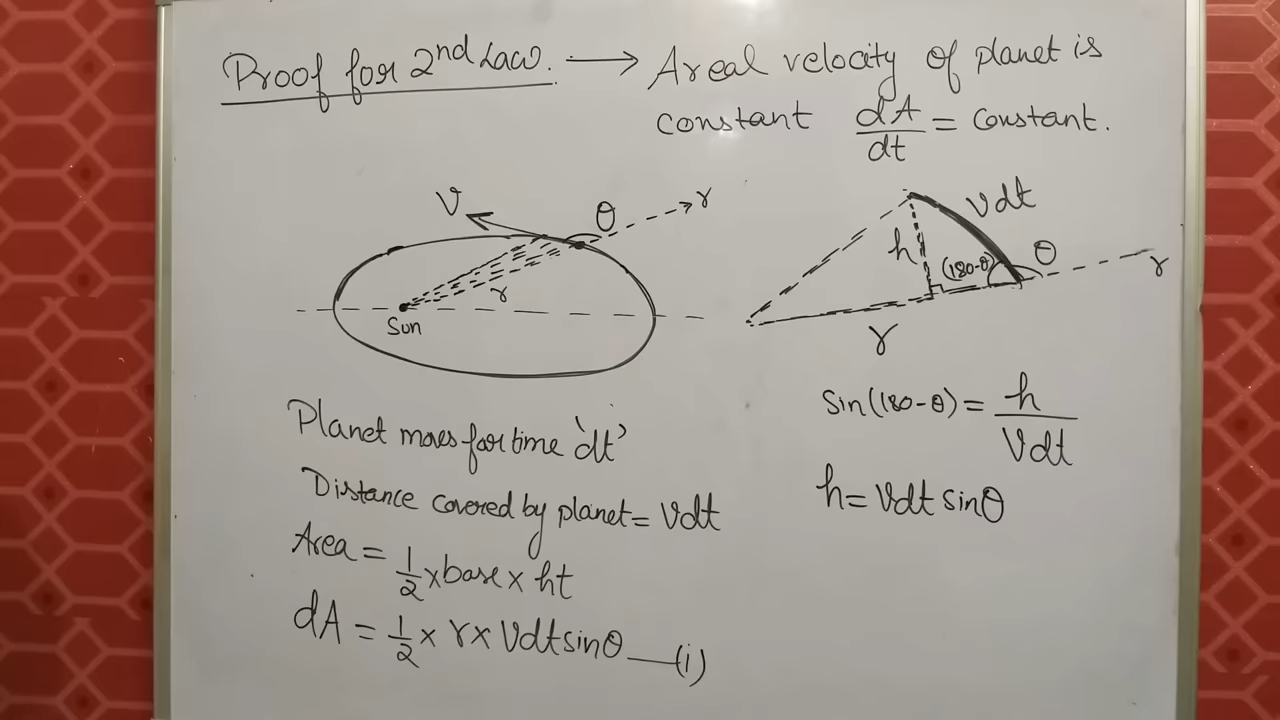 Proof for 2nd Law. → Areal velocity of planet is
constant dA/dt = constant.
V
θ
r
r
Sun
Vdt
h
(180-θ)
θ
r
r
Planet moves for time 'dt'
Distance covered by planet = Vdt
Area = 1/2 × base × ht
dA = 1/2 × r × Vdt sinθ —(i)
Sin(180-θ) = h/Vdt
h = Vdt sinθ